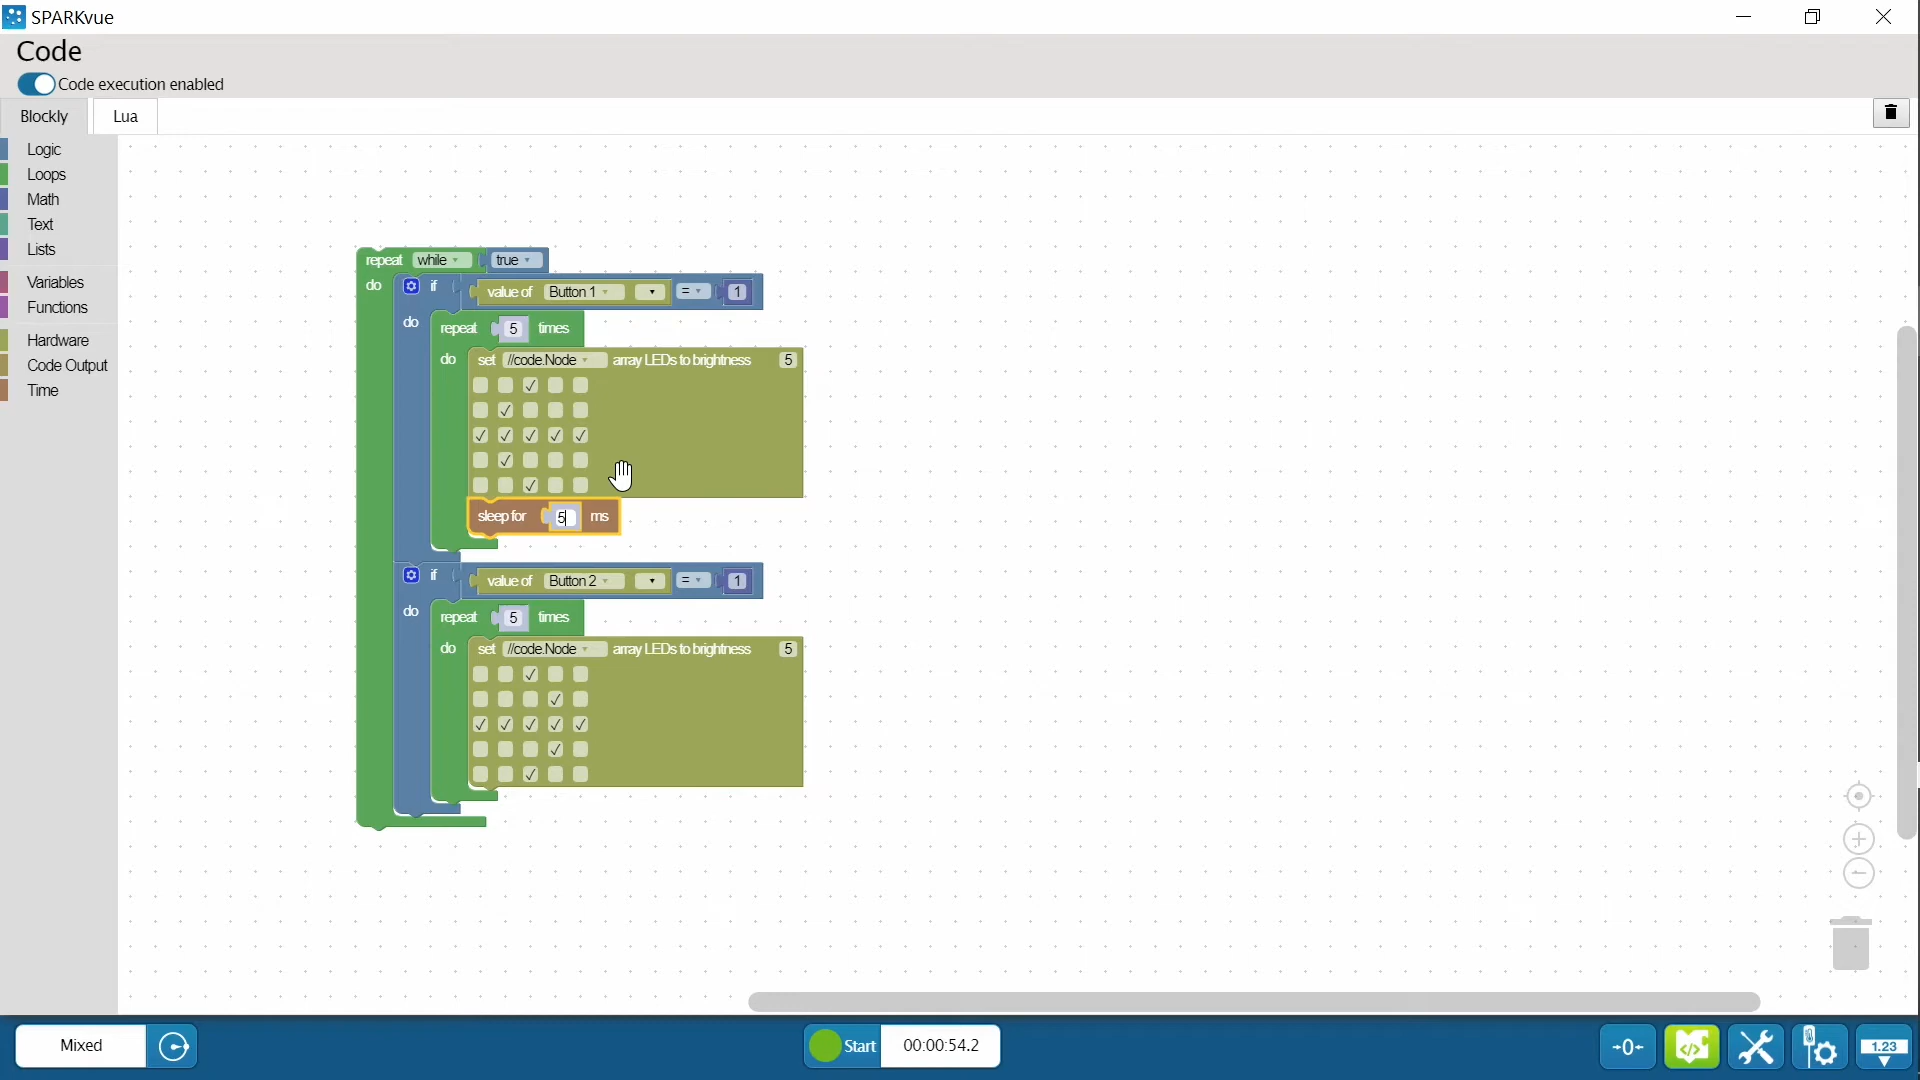 SPARKvue
Code
Code execution enabled
Blockly Lua
Logic
Loops
Math
Text
Lists
Variables
Functions
Hardware
Code Output
Time
repeat while true
do if value of Button 1 = 1
do repeat 5 times
do set //code.Node array LEDs to brightness 5
sleep for 5 ms
if value of Button 2 = 1
do repeat 5 times
do set //code.Node array LEDs to brightness 5
Mixed Start 00:00:54.2 →0← </> 1.23